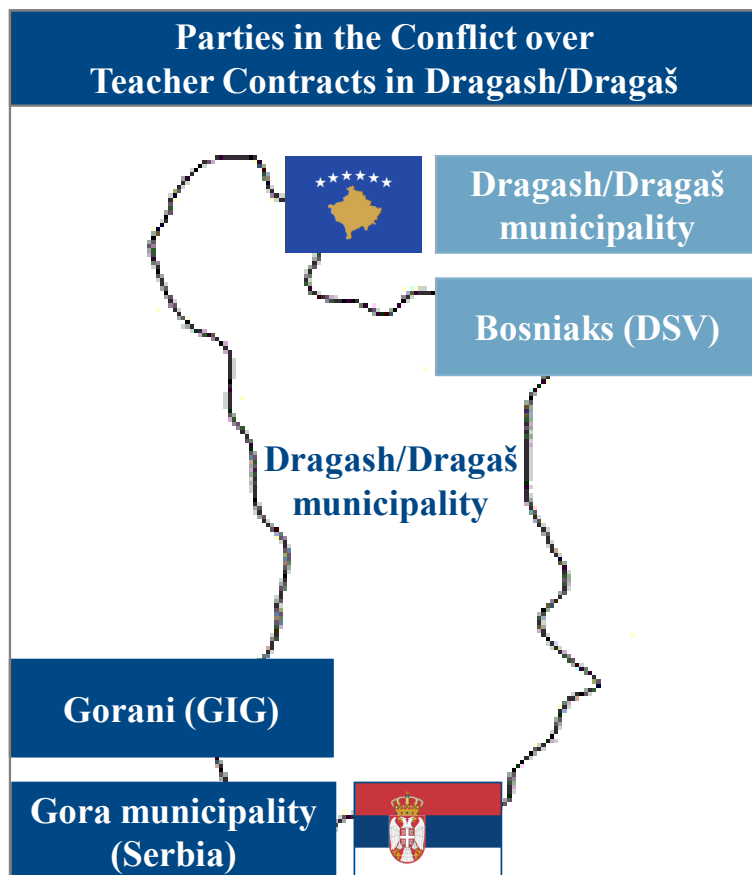 Parties in the Conflict over
Teacher Contracts in Dragash/Dragaš
Dragash/Dragaš
municipality
Bosniaks (DSV)
Dragash/Dragaš
municipality
Gorani (GIG)
Gora municipality
(Serbia)